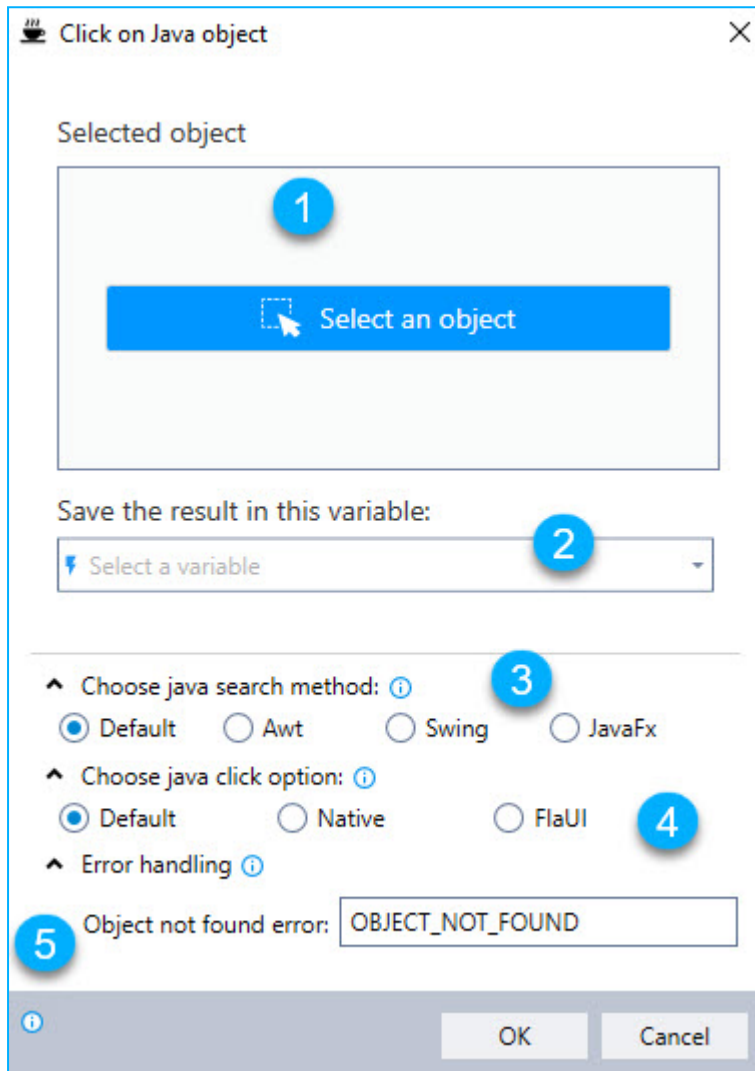 Click on Java object
Selected object
1
Select an object
Save the result in this variable:
2
Select a variable
3
Choose java search method:
Default Awt Swing JavaFx
Choose java click option:
Default Native FlaUI
4
Error handling
5
Object not found error: OBJECT_NOT_FOUND
OK Cancel